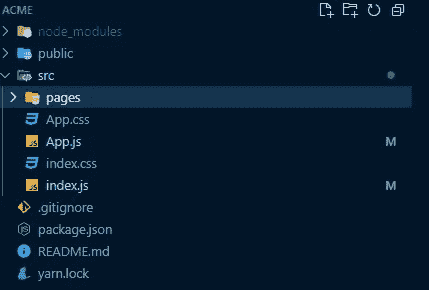 ACME
node_modules
public
src
pages
App.css
App.js M
index.css
index.js M
.gitignore
package.json
README.md
yarn.lock